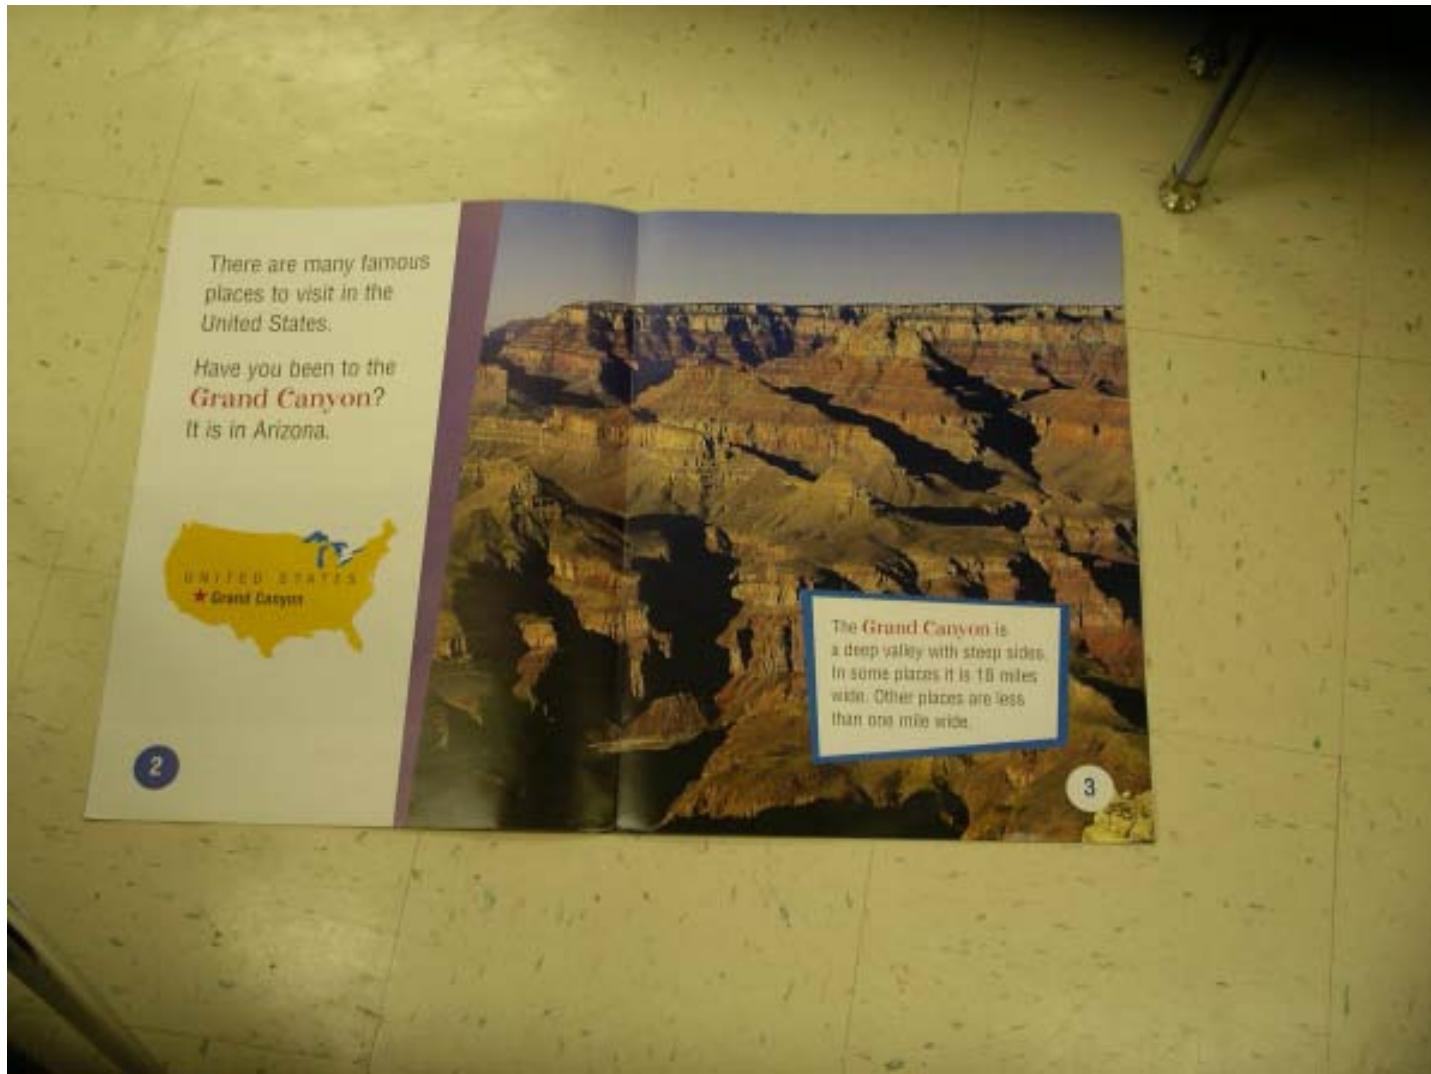 There are many famous
places to visit in the
United States.
Have you been to the
Grand Canyon?
It is in Arizona.
UNITED STATES
Grand Canyon
2
The Grand Canyon is
a deep valley with steep sides.
In some places it is 18 miles
wide. Other places are less
than one mile wide.
3